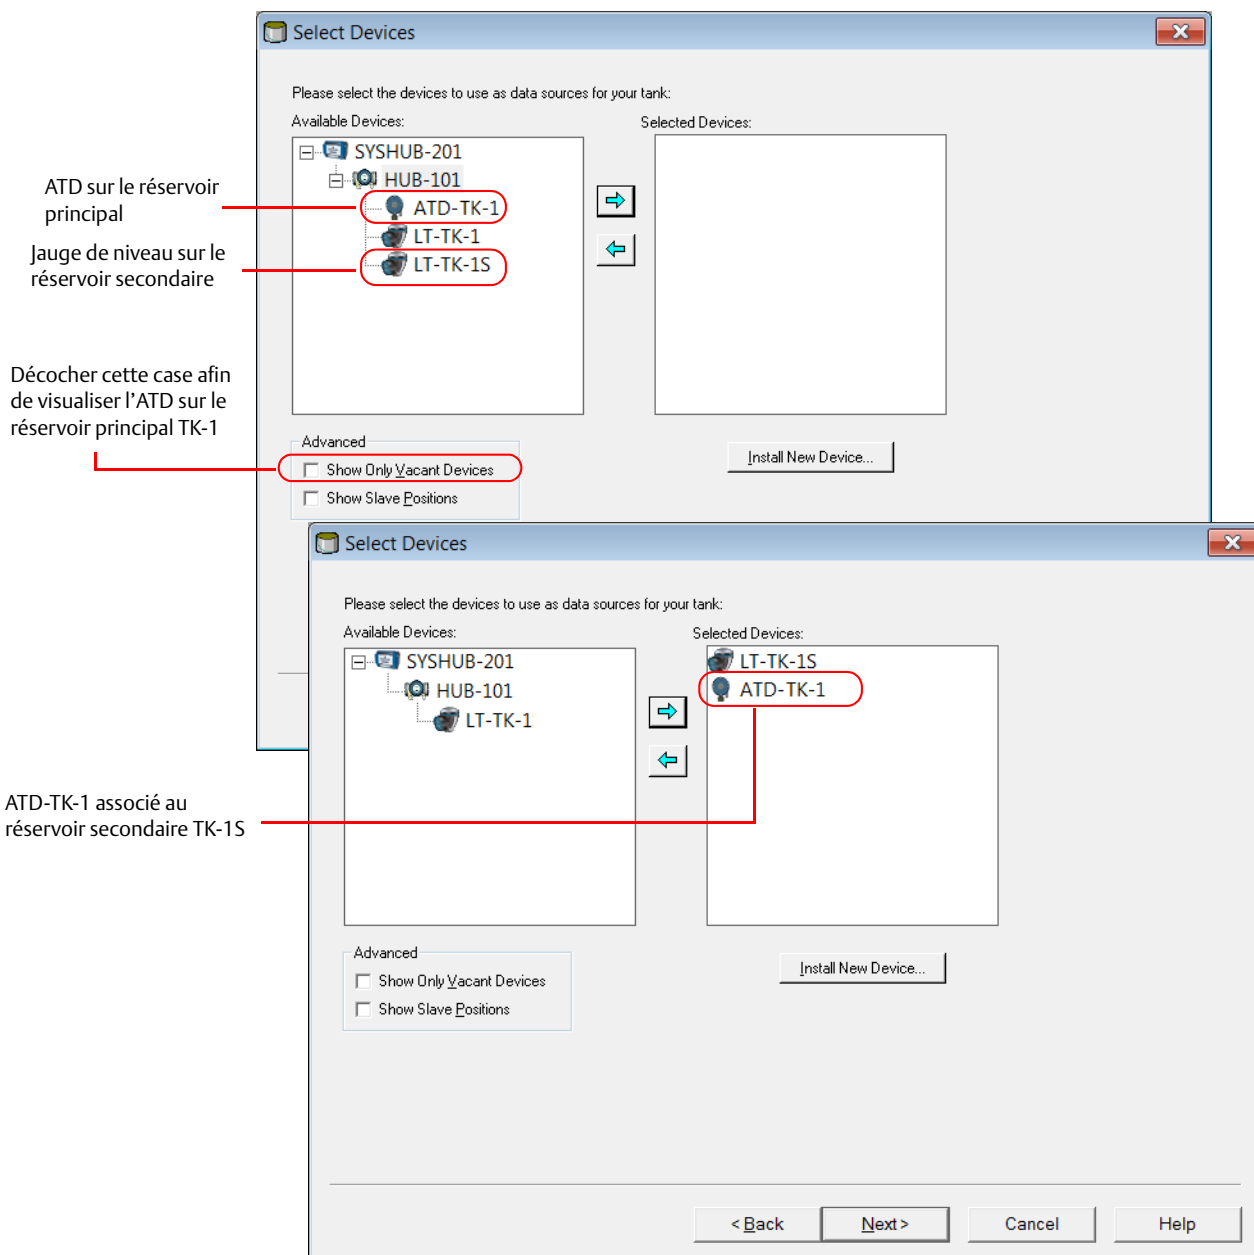 Select Devices
Please select the devices to use as data sources for your tank:
Available Devices:
Selected Devices:
SYSHUB-201
HUB-101
ATD-TK-1
LT-TK-1
LT-TK-1S
ATD sur le réservoir
principal
Jauge de niveau sur le
réservoir secondaire
Décocher cette case afin
de visualiser l'ATD sur le
réservoir principal TK-1
Advanced
Show Only Vacant Devices
Show Slave Positions
Install New Device...
Select Devices
Please select the devices to use as data sources for your tank:
Available Devices:
Selected Devices:
SYSHUB-201
HUB-101
LT-TK-1
LT-TK-1S
ATD-TK-1
ATD-TK-1 associé au
réservoir secondaire TK-1S
Advanced
Show Only Vacant Devices
Show Slave Positions
Install New Device...
< Back
Next >
Cancel
Help